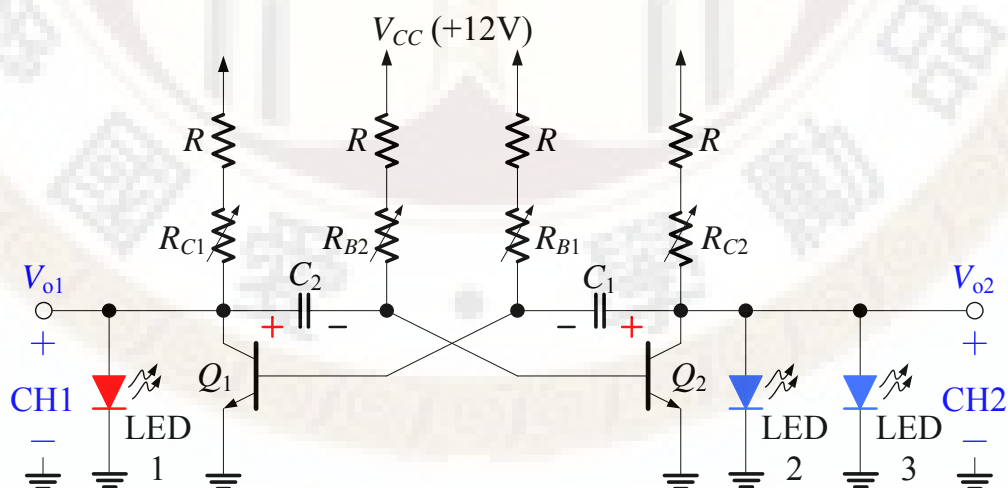 V_CC (+12V)
R R R R
R_C1 R_B2 R_B1 R_C2
V_o1 C_2 C_1 V_o2
+ + − − + +
Q_1 Q_2
CH1 CH2
LED LED LED
− −
1 2 3